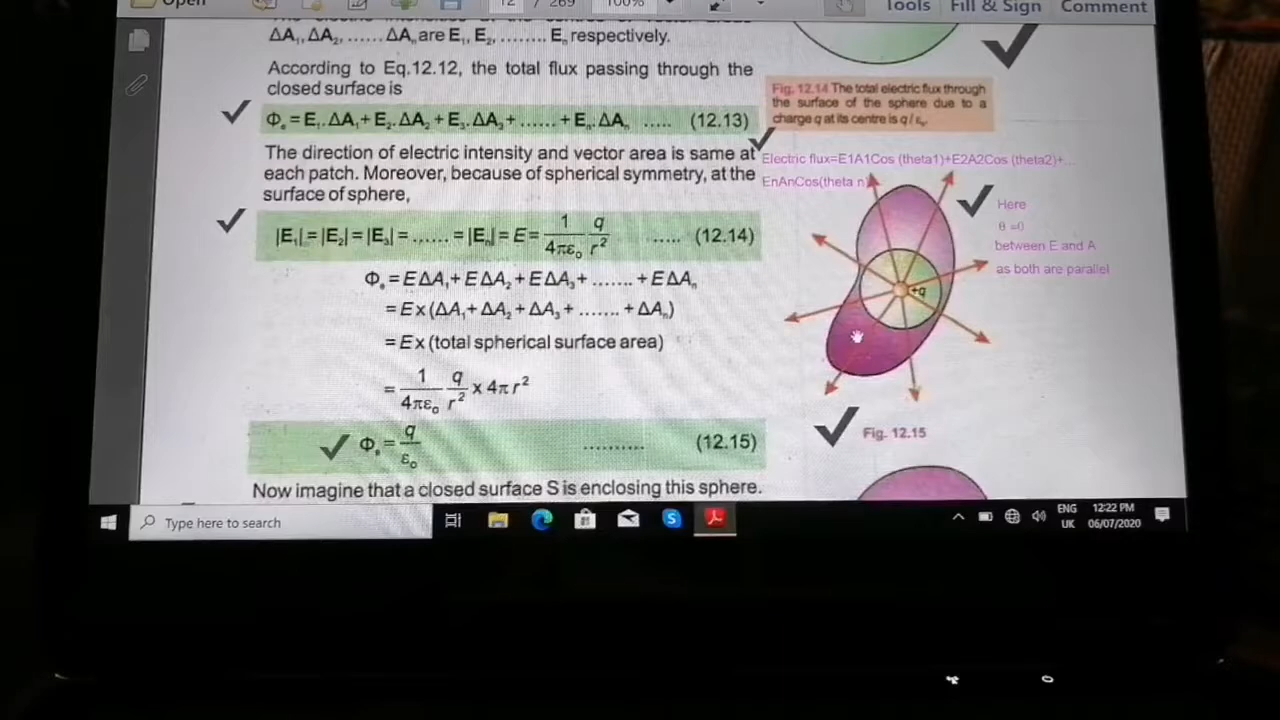 Open
12 / 269
100%
Tools
Fill & Sign
Comment
ΔA₁, ΔA₂, ...... ΔAₙ are E₁, E₂, ........ Eₙ respectively.
According to Eq.12.12, the total flux passing through the
closed surface is
Φₑ = E₁.ΔA₁ + E₂.ΔA₂ + E₃.ΔA₃ + ...... + Eₙ.ΔAₙ ..... (12.13)
The direction of electric intensity and vector area is same at
each patch. Moreover, because of spherical symmetry, at the
surface of sphere,
|E₁| = |E₂| = |E₃| = ...... = |Eₙ| = E = 1/4πε₀ q/r² ..... (12.14)
Φₑ = EΔA₁ + EΔA₂ + EΔA₃ + ....... + EΔAₙ
= E x (ΔA₁ + ΔA₂ + ΔA₃ + ....... + ΔAₙ)
= E x (total spherical surface area)
= 1/4πε₀ q/r² x 4πr²
Φₑ = q/ε₀ .......... (12.15)
Now imagine that a closed surface S is enclosing this sphere.
Fig. 12.14 The total electric flux through
the surface of the sphere due to a
charge q at its centre is q / ε₀.
Electric flux=E1A1Cos (theta1)+E2A2Cos (theta2)+...
EnAnCos(theta n)
Here
θ =0
between E and A
as both are parallel
+q
Fig. 12.15
Type here to search
ENG
UK
12:22 PM
06/07/2020